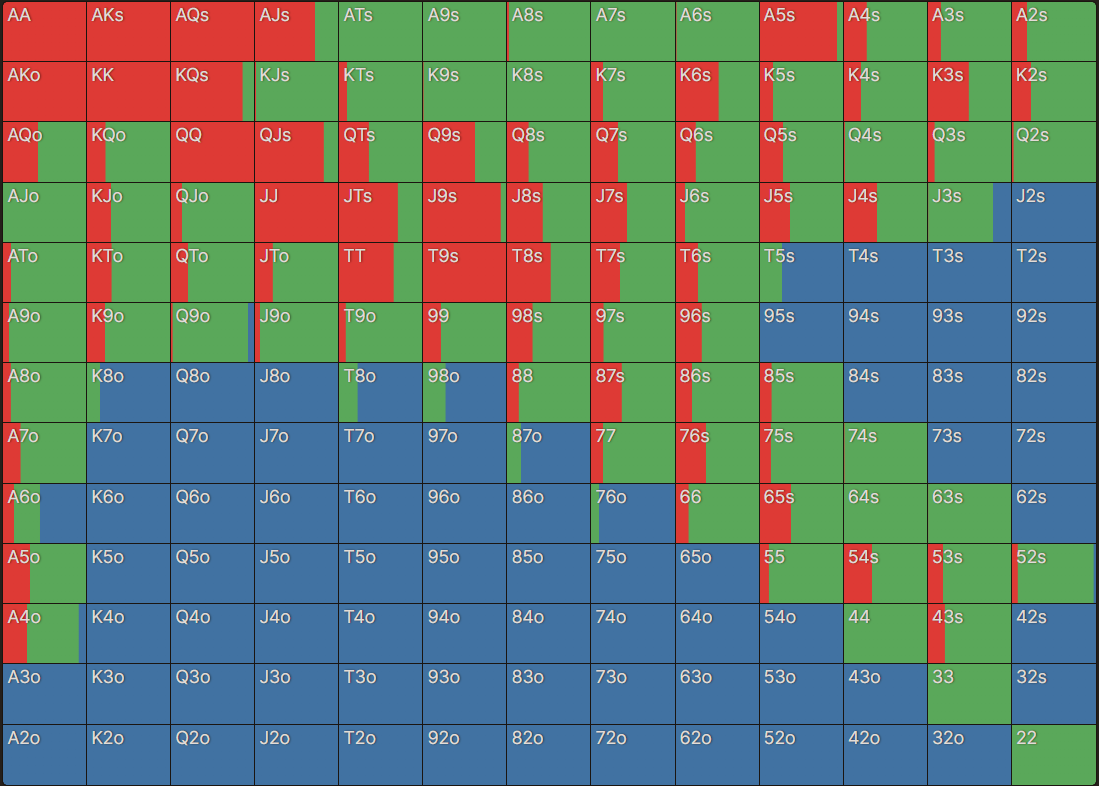 AA AKs AQs AJs ATs A9s A8s A7s A6s A5s A4s A3s A2s
AKo KK KQs KJs KTs K9s K8s K7s K6s K5s K4s K3s K2s
AQo KQo QQ QJs QTs Q9s Q8s Q7s Q6s Q5s Q4s Q3s Q2s
AJo KJo QJo JJ JTs J9s J8s J7s J6s J5s J4s J3s J2s
ATo KTo QTo JTo TT T9s T8s T7s T6s T5s T4s T3s T2s
A9o K9o Q9o J9o T9o 99 98s 97s 96s 95s 94s 93s 92s
A8o K8o Q8o J8o T8o 98o 88 87s 86s 85s 84s 83s 82s
A7o K7o Q7o J7o T7o 97o 87o 77 76s 75s 74s 73s 72s
A6o K6o Q6o J6o T6o 96o 86o 76o 66 65s 64s 63s 62s
A5o K5o Q5o J5o T5o 95o 85o 75o 65o 55 54s 53s 52s
A4o K4o Q4o J4o T4o 94o 84o 74o 64o 54o 44 43s 42s
A3o K3o Q3o J3o T3o 93o 83o 73o 63o 53o 43o 33 32s
A2o K2o Q2o J2o T2o 92o 82o 72o 62o 52o 42o 32o 22